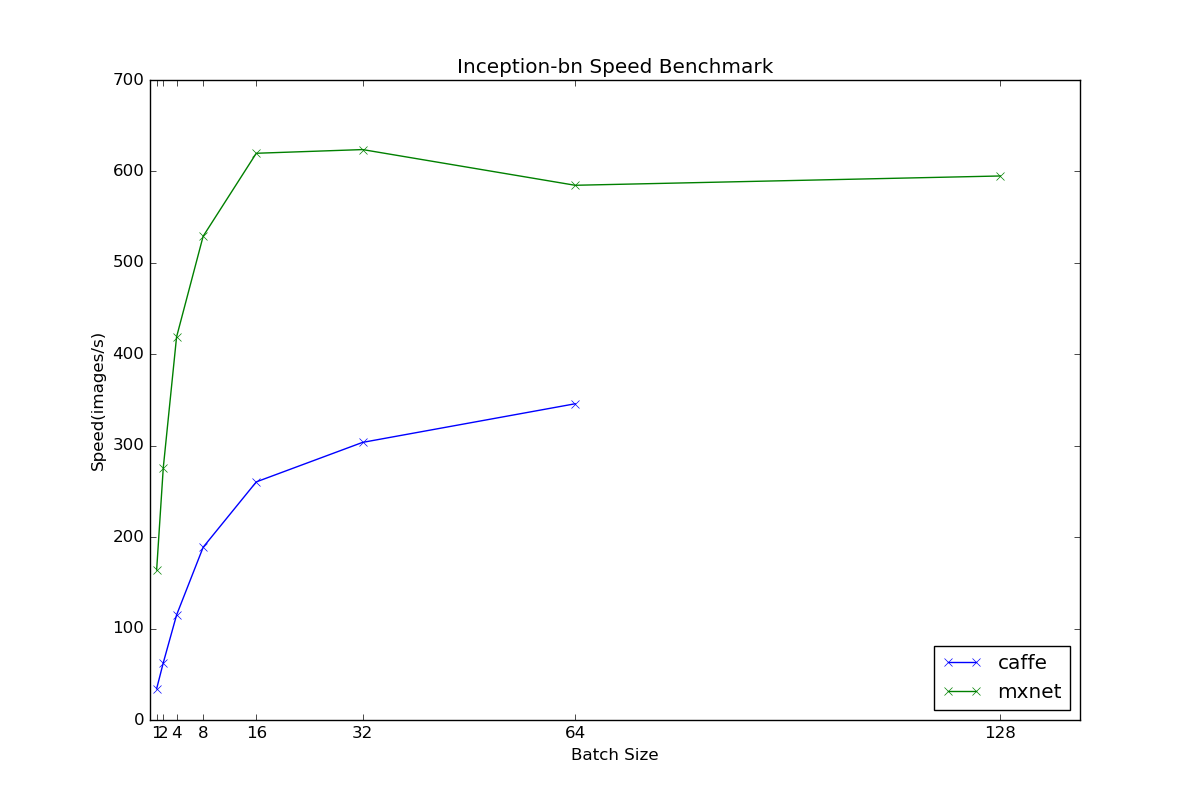 Inception-bn Speed Benchmark
700
600
500
400
300
200
100
0
Speed(images/s)
1 2 4 8 16 32 64 128
Batch Size
caffe
mxnet